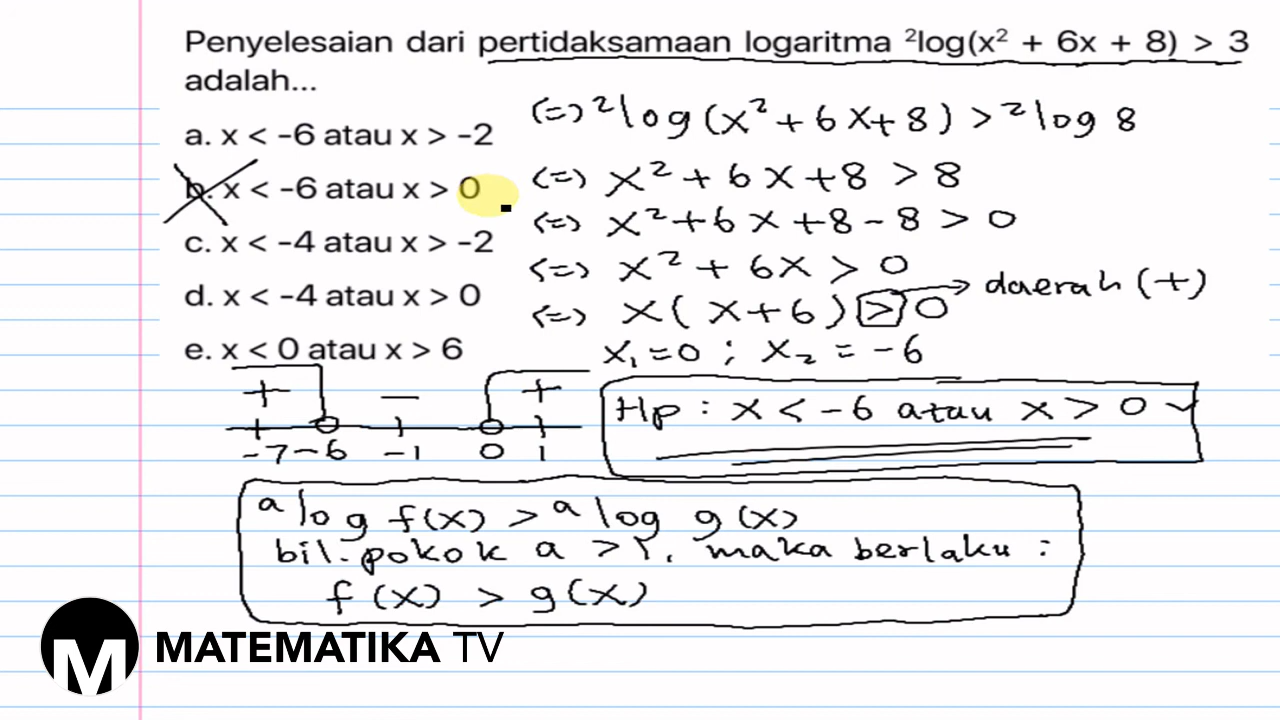 Penyelesaian dari pertidaksamaan logaritma ²log(x² + 6x + 8) > 3
adalah...
a. x < -6 atau x > -2
b. x < -6 atau x > 0
c. x < -4 atau x > -2
d. x < -4 atau x > 0
e. x < 0 atau x > 6
(=) ²log(x² + 6x + 8) > ²log 8
(=) x² + 6x + 8 > 8
(=) x² + 6x + 8 - 8 > 0
(=) x² + 6x > 0
(=) x(x + 6) > 0 → daerah (+)
x₁ = 0 ; x₂ = -6
+ — +
-7 -6 -1 0 1
Hp : x < -6 atau x > 0
ᵃlog f(x) > ᵃlog g(x)
bil. pokok a > 1, maka berlaku :
f(x) > g(x)
M MATEMATIKA TV